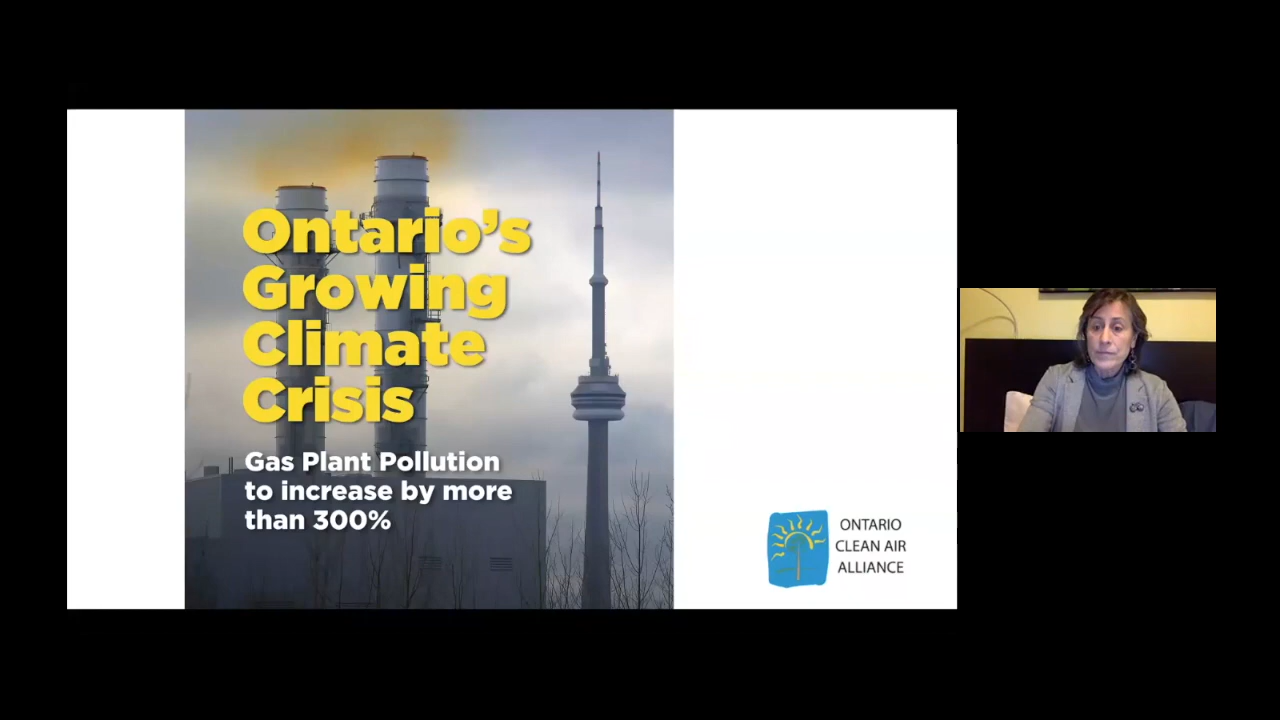 Ontario’s
Growing
Climate
Crisis
Gas Plant Pollution
to increase by more
than 300%
ONTARIO
CLEAN AIR
ALLIANCE